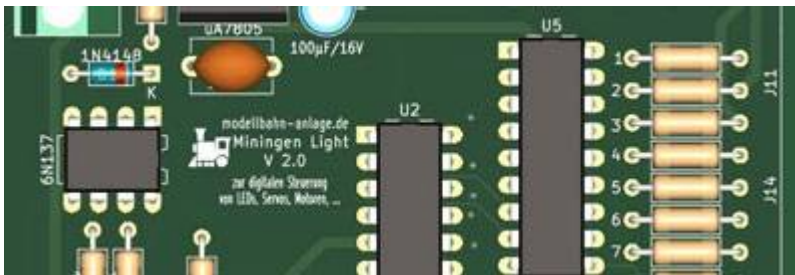 uA7805
U5
100µF/16V
1N4148
K
U2
modellbahn-anlage.de
Miningen Light
V 2.0
zur digitalen Steuerung
von LEDs, Servos, Motoren, ...
6N137
1
2
3
4
5
6
7
J11
J14